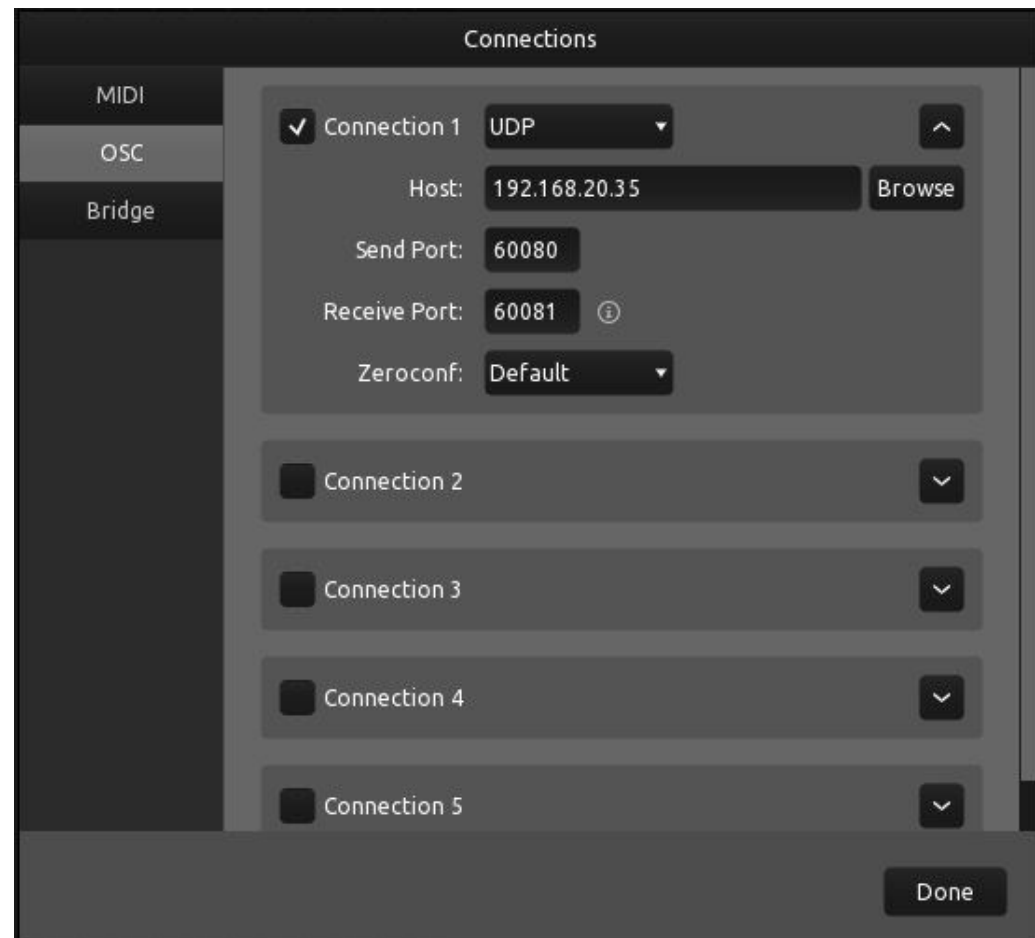 Connections
MIDI
OSC
Bridge
Connection 1 UDP
Host: 192.168.20.35 Browse
Send Port: 60080
Receive Port: 60081
Zeroconf: Default
Connection 2
Connection 3
Connection 4
Connection 5
Done